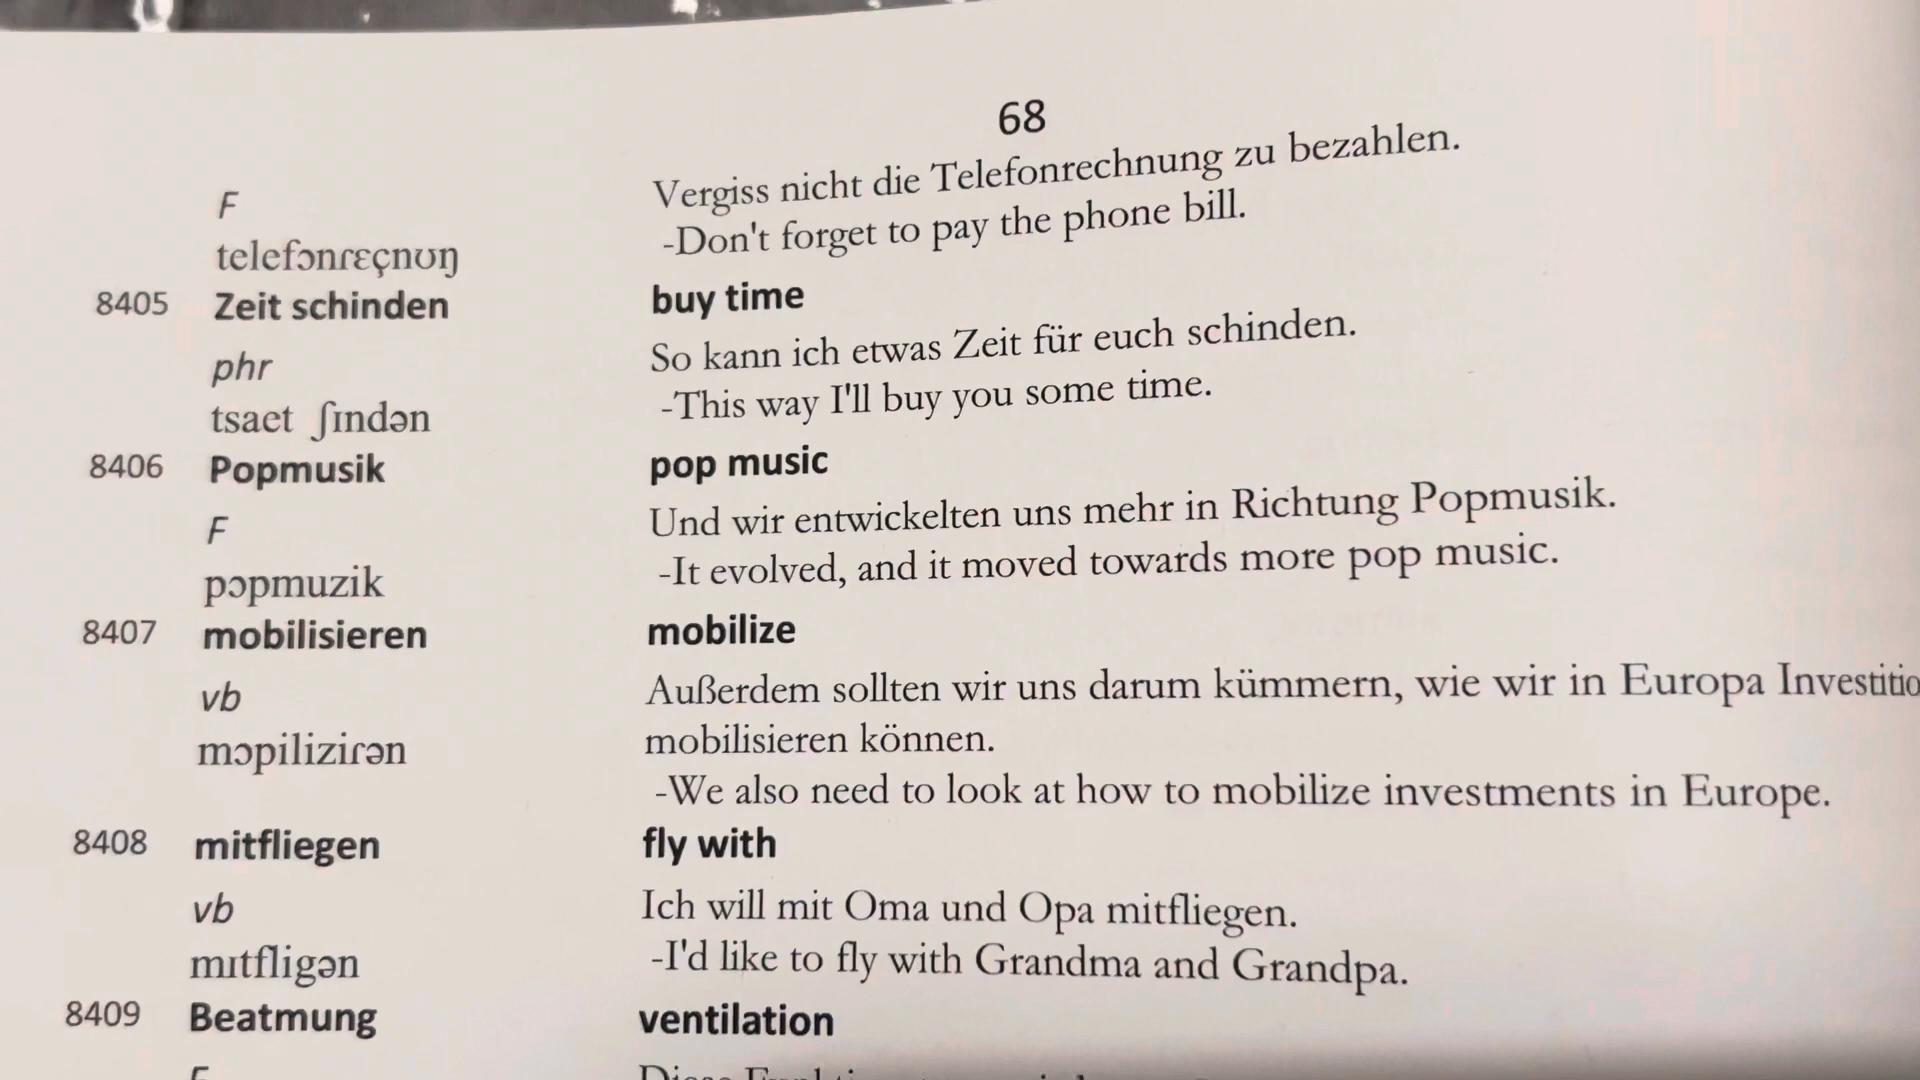 68
F
telefɔnɾɛçnʊŋ
Vergiss nicht die Telefonrechnung zu bezahlen.
-Don't forget to pay the phone bill.
8405 Zeit schinden buy time
phr
tsaet ʃındən
So kann ich etwas Zeit für euch schinden.
-This way I'll buy you some time.
8406 Popmusik pop music
F
pɔpmuzik
Und wir entwickelten uns mehr in Richtung Popmusik.
-It evolved, and it moved towards more pop music.
8407 mobilisieren mobilize
vb
mɔpiliziɾən
Außerdem sollten wir uns darum kümmern, wie wir in Europa Investitio
mobilisieren können.
-We also need to look at how to mobilize investments in Europe.
8408 mitfliegen fly with
vb
mıtfligən
Ich will mit Oma und Opa mitfliegen.
-I'd like to fly with Grandma and Grandpa.
8409 Beatmung ventilation
F